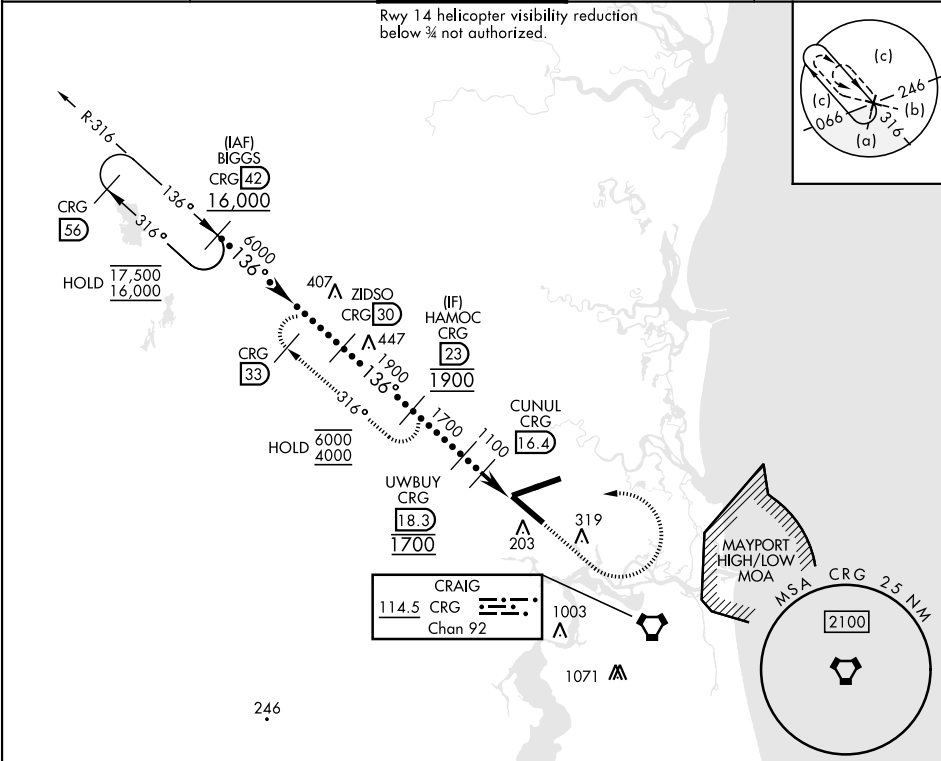 Rwy 14 helicopter visibility reduction
below ¾ not authorized.
(c)
246
(c)
(b)
066
316
(a)
R-316
(IAF)
BIGGS
CRG 42
16,000
136°
CRG
56
316°
6000
136°
HOLD 17,500
16,000
407
ZIDSO
CRG 30
(IF)
HAMOC
CRG
23
1900
447
CRG
33
1900
136°
316°
1700
CUNUL
CRG
16.4
1100
HOLD 6000
4000
UWBUY
CRG
18.3
1700
203
319
MAYPORT
HIGH/LOW
MOA
CRAIG
114.5 CRG
Chan 92
1003
MSA CRG 25 NM
2100
1071
246